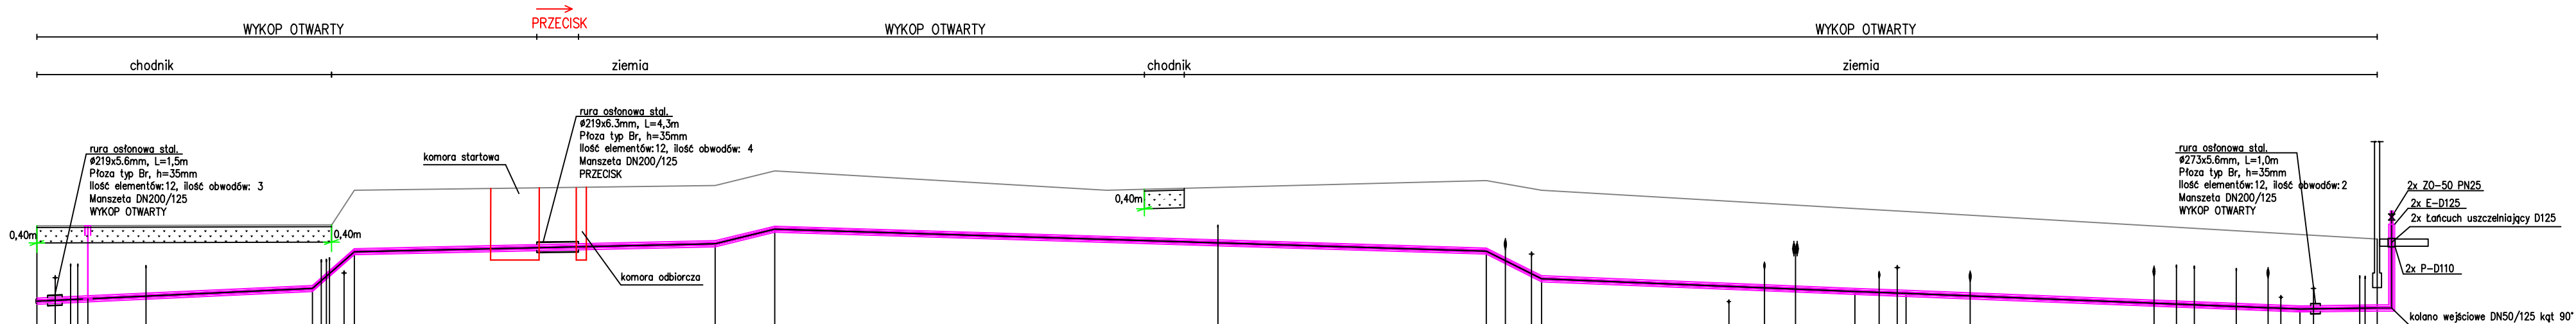 PRZECISK
WYKOP OTWARTY
WYKOP OTWARTY
WYKOP OTWARTY
chodnik
ziemia
chodnik
ziemia
rura osłonowa stal.
Ø219x5.6mm, L=1,5m
Płoza typ Br, h=35mm
Ilość elementów:12, ilość obwodów: 3
Manszeta DN200/125
WYKOP OTWARTY
0,40m
0,40m
komora startowa
rura osłonowa stal.
Ø219x6.3mm, L=4,3m
Płoza typ Br, h=35mm
Ilość elementów:12, ilość obwodów: 4
Manszeta DN200/125
PRZECISK
komora odbiorcza
0,40m
rura osłonowa stal.
Ø273x5.6mm, L=1,0m
Płoza typ Br, h=35mm
Ilość elementów:12, ilość obwodów:2
Manszeta DN200/125
WYKOP OTWARTY
2x ZO-50 PN25
2x E-D125
2x Łańcuch uszczelniający D125
2x P-D110
kolano wejściowe DN50/125 kąt 90°